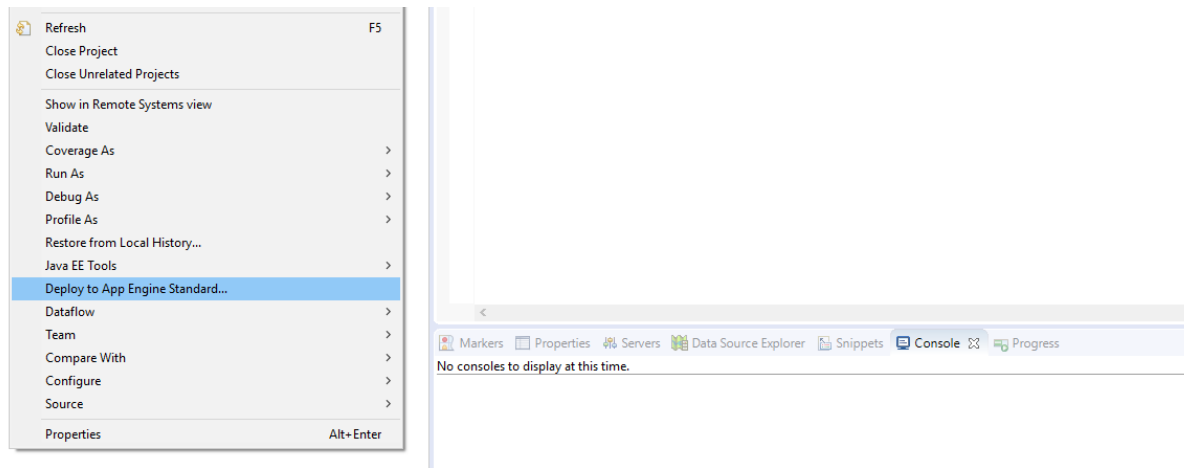 Refresh F5
Close Project
Close Unrelated Projects
Show in Remote Systems view
Validate
Coverage As
Run As
Debug As
Profile As
Restore from Local History...
Java EE Tools
Deploy to App Engine Standard...
Dataflow
Team
Compare With
Configure
Source
Properties Alt+Enter
Markers Properties Servers Data Source Explorer Snippets Console Progress
No consoles to display at this time.